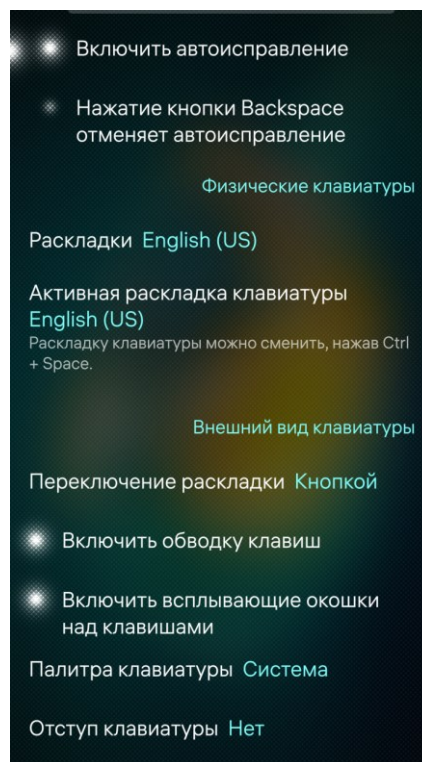 Включить автоисправление
Нажатие кнопки Backspace
отменяет автоисправление
Физические клавиатуры
Раскладки English (US)
Активная раскладка клавиатуры
English (US)
Раскладку клавиатуры можно сменить, нажав Ctrl
+ Space.
Внешний вид клавиатуры
Переключение раскладки Кнопкой
Включить обводку клавиш
Включить всплывающие окошки
над клавишами
Палитра клавиатуры Система
Отступ клавиатуры Нет